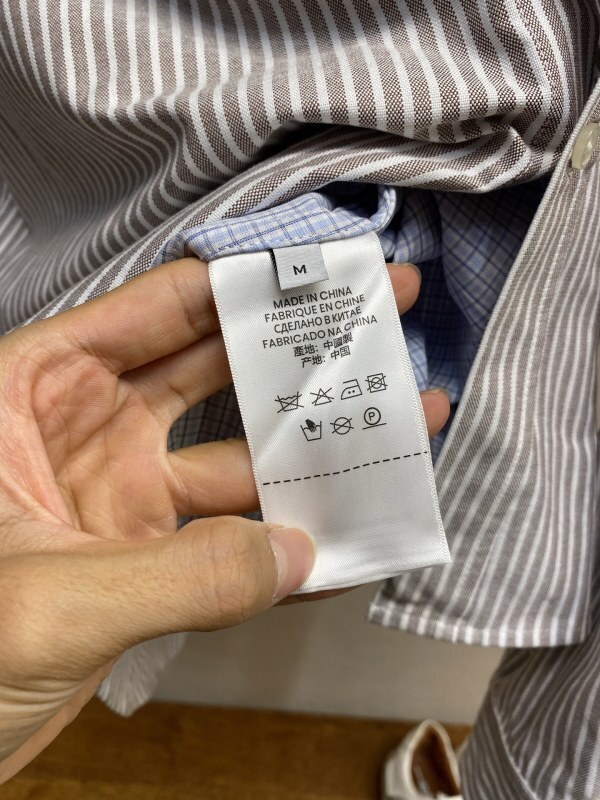 M
MADE IN CHINA
FABRIQUE EN CHINE
СДЕЛАНО В КИТАЕ
FABRICADO NA CHINA
產地: 中國製
产地: 中国
P